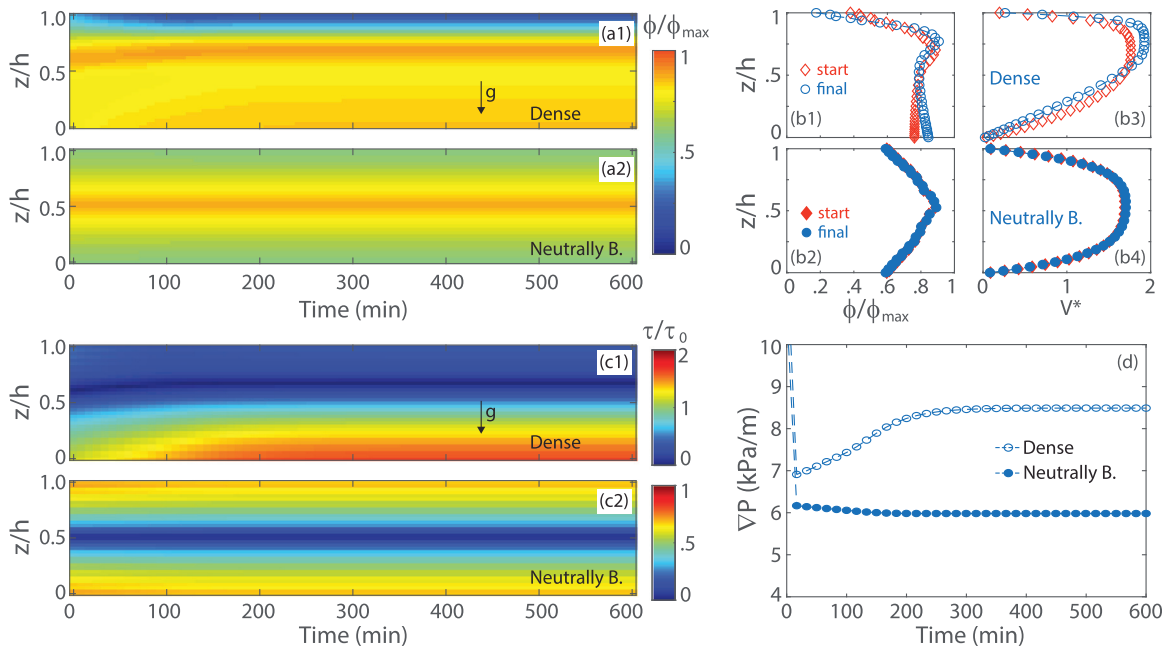 1.0
(a1)
z/h
0.5
g
0
Dense
1.0
(a2)
z/h
0.5
0
Neutrally B.
0 100 200 300 400 500 600
Time (min)
ϕ/ϕmax
1
.5
0
1
(b1)
z/h
.5
start
final
0
1
(b2)
z/h
.5
start
final
0
0 .2 .4 .6 .8 1
ϕ/ϕmax
(b3)
Dense
(b4)
Neutrally B.
0 1 2
V*
1.0
(c1)
z/h
0.5
g
0
Dense
τ/τ0
2
1
0
1.0
(c2)
z/h
0.5
0
Neutrally B.
1
.5
0
0 100 200 300 400 500 600
Time (min)
10
9
8
7
6
5
4
∇P (kPa/m)
(d)
Dense
Neutrally B.
0 100 200 300 400 500 600
Time (min)